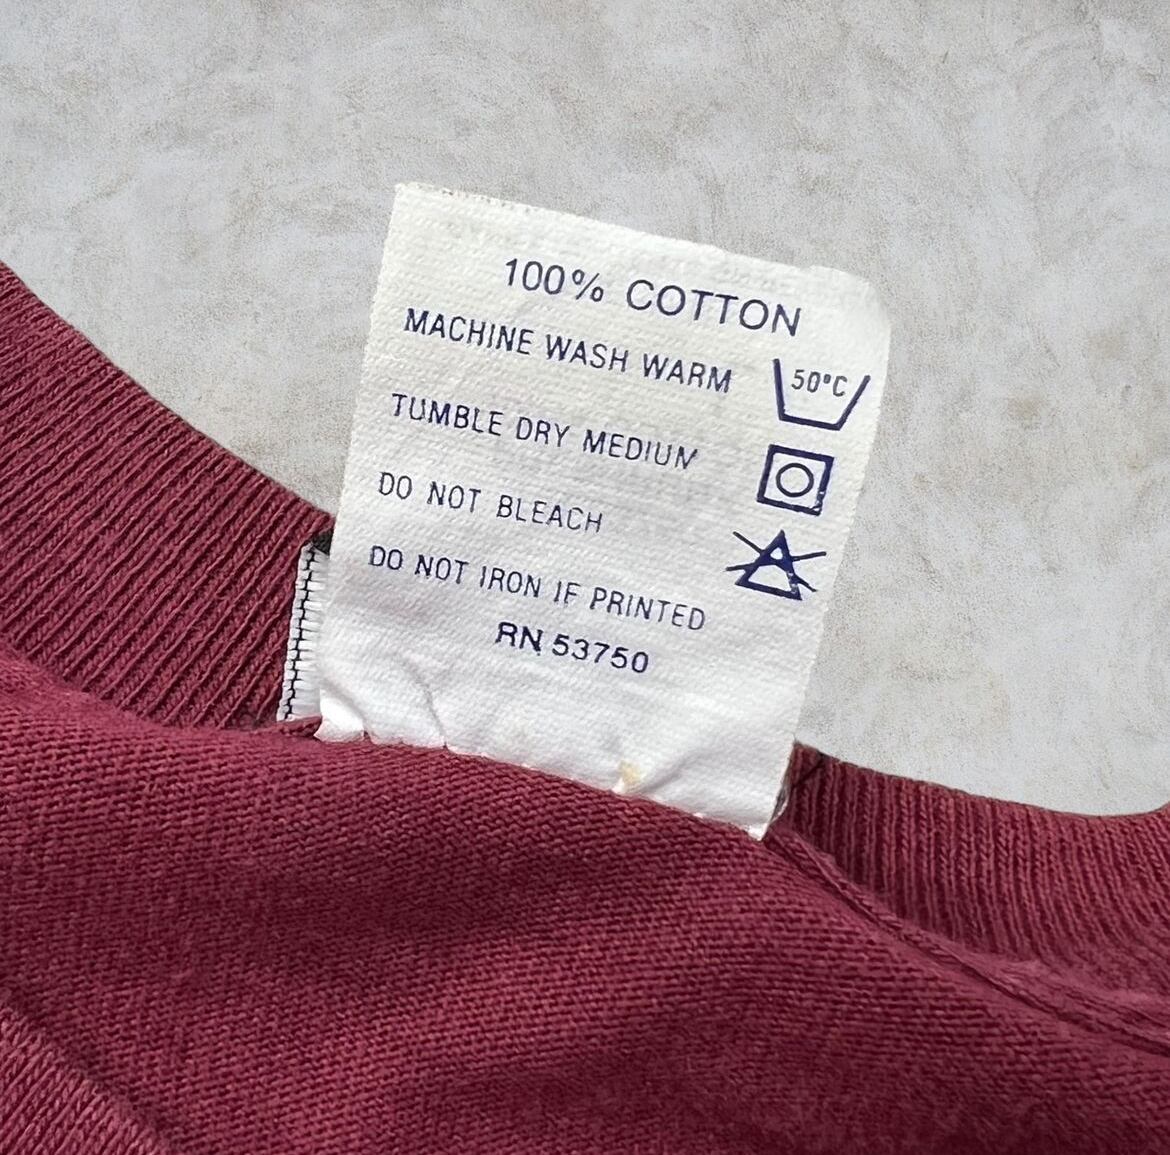 100% COTTON
MACHINE WASH WARM 50°C
TUMBLE DRY MEDIUM
DO NOT BLEACH
DO NOT IRON IF PRINTED
RN 53750